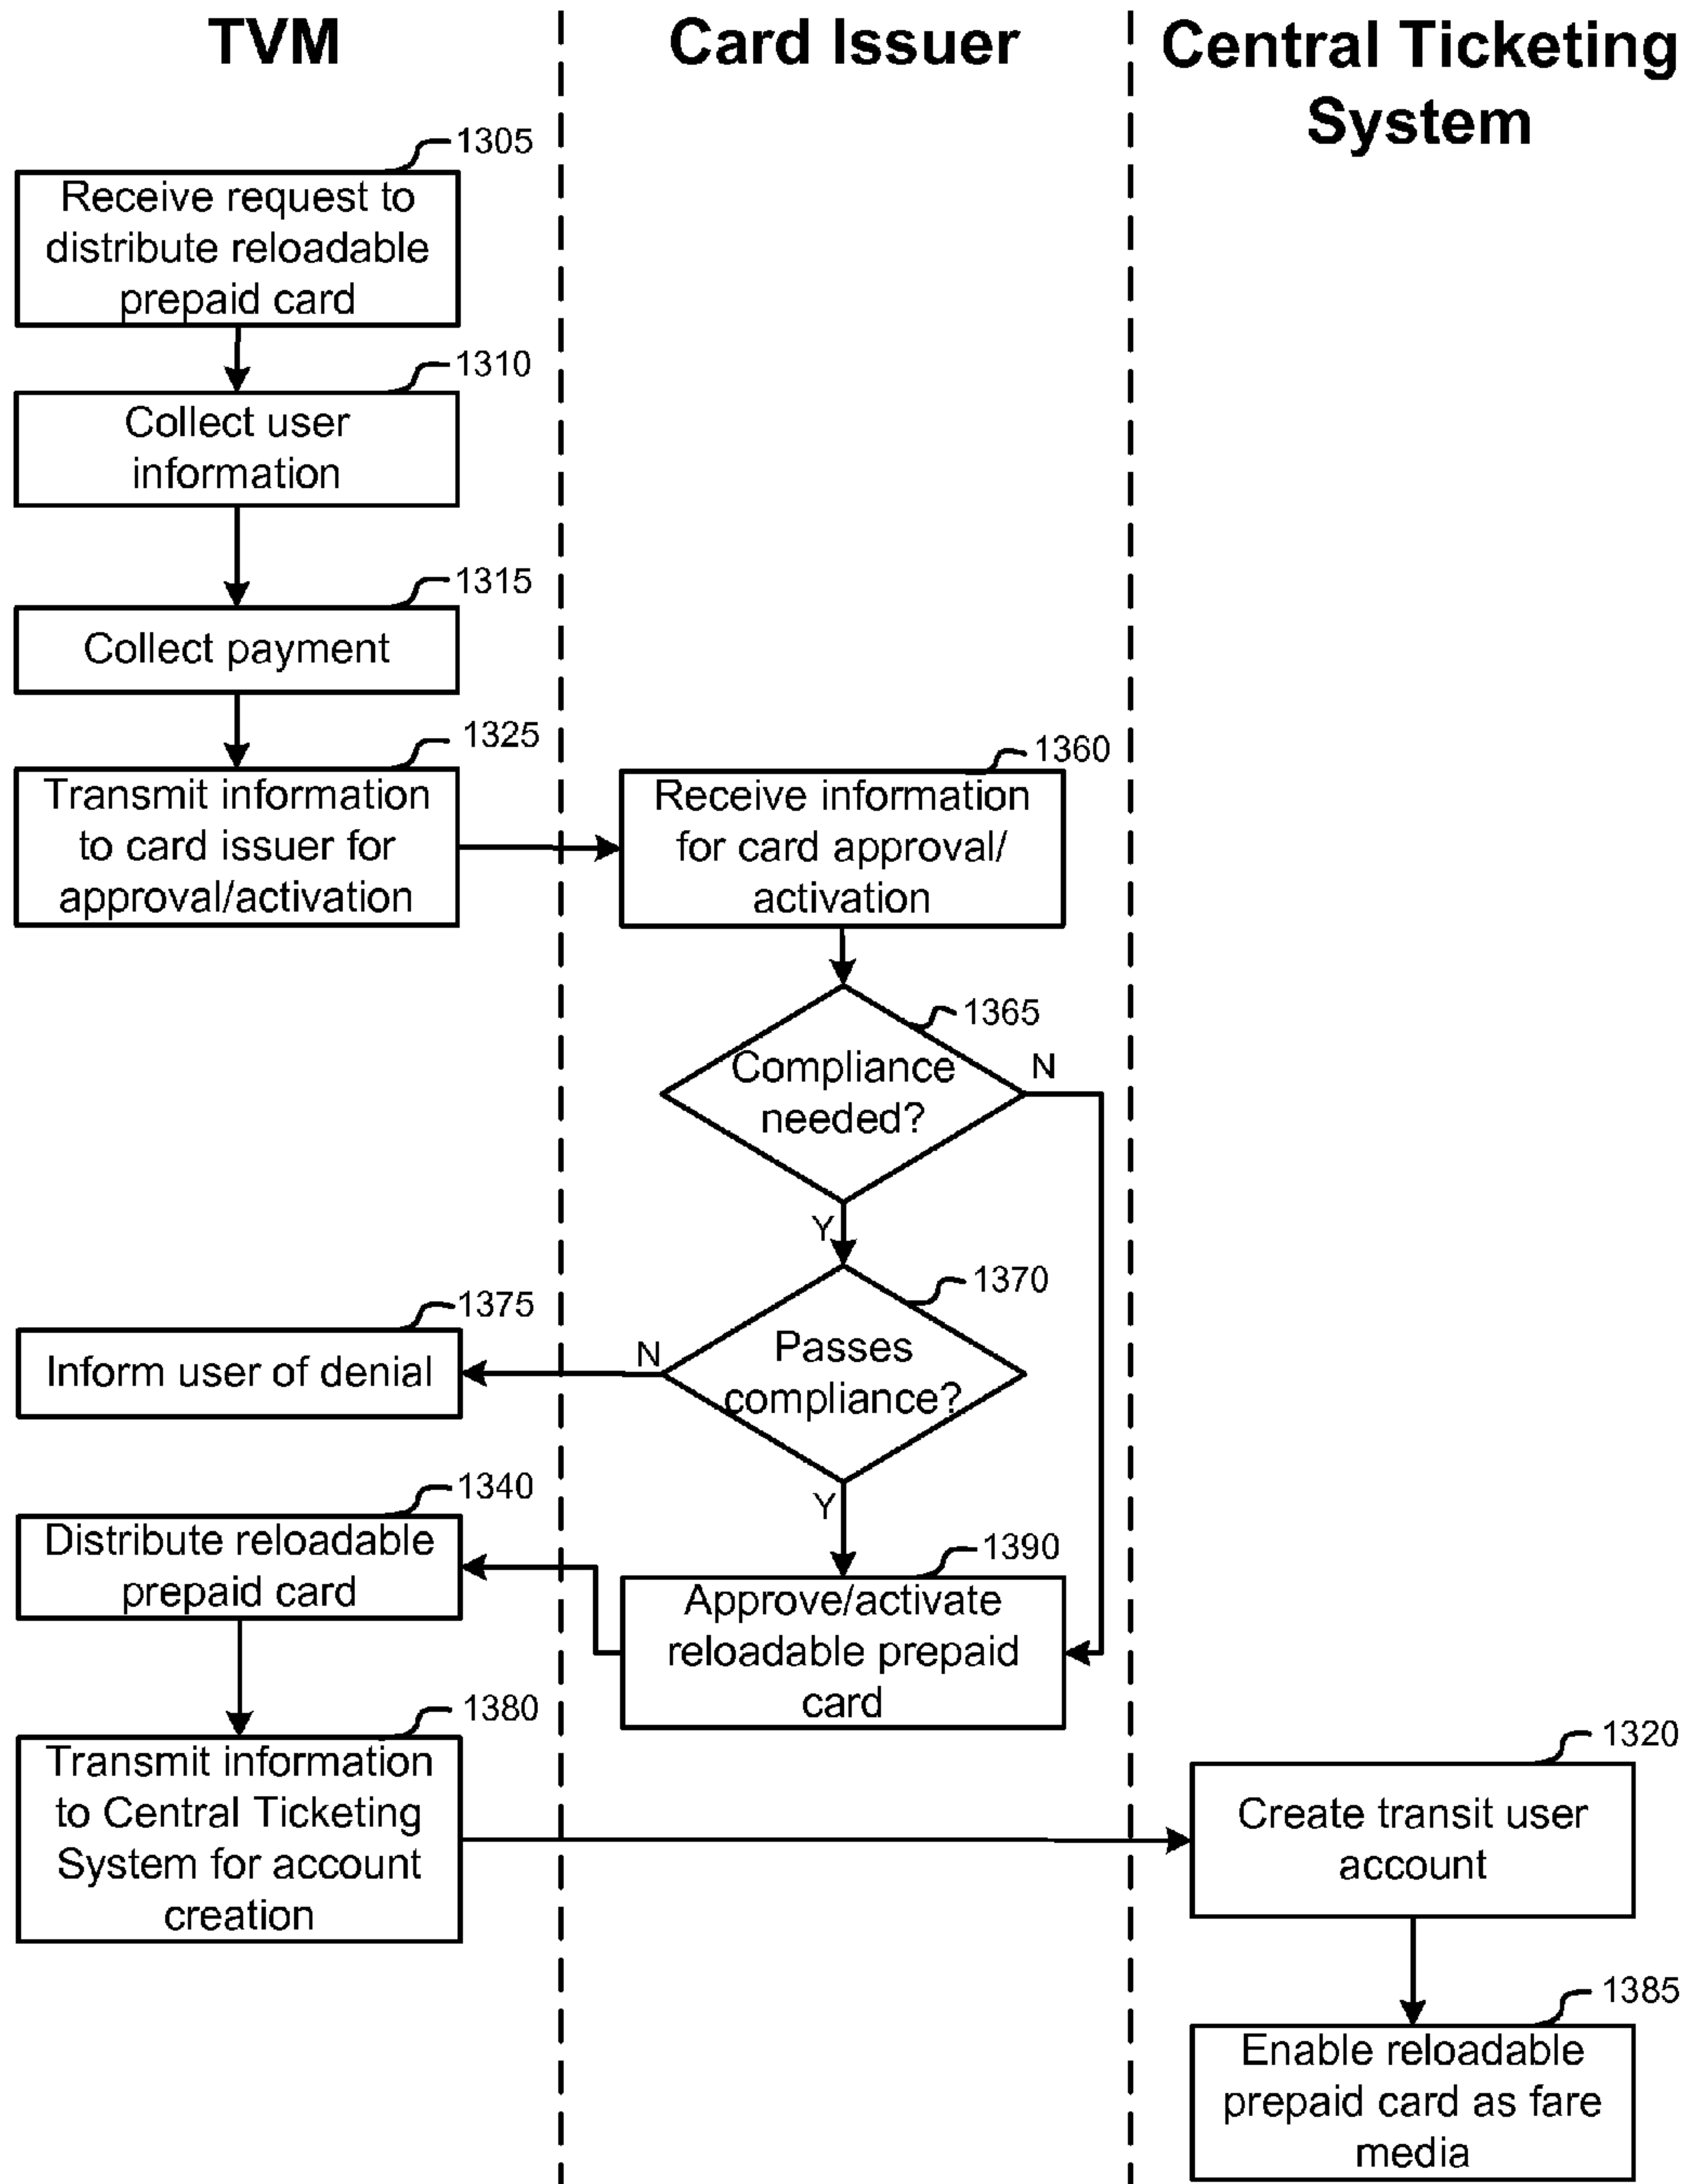 TVM
Card Issuer
Central Ticketing
System
1305
Receive request to
distribute reloadable
prepaid card
1310
Collect user
information
1315
Collect payment
1325
Transmit information
to card issuer for
approval/activation
1360
Receive information
for card approval/
activation
1365
Compliance
needed?
N
Y
1370
Passes
compliance?
N
Y
1375
Inform user of denial
1340
Distribute reloadable
prepaid card
1390
Approve/activate
reloadable prepaid
card
1380
Transmit information
to Central Ticketing
System for account
creation
1320
Create transit user
account
1385
Enable reloadable
prepaid card as fare
media